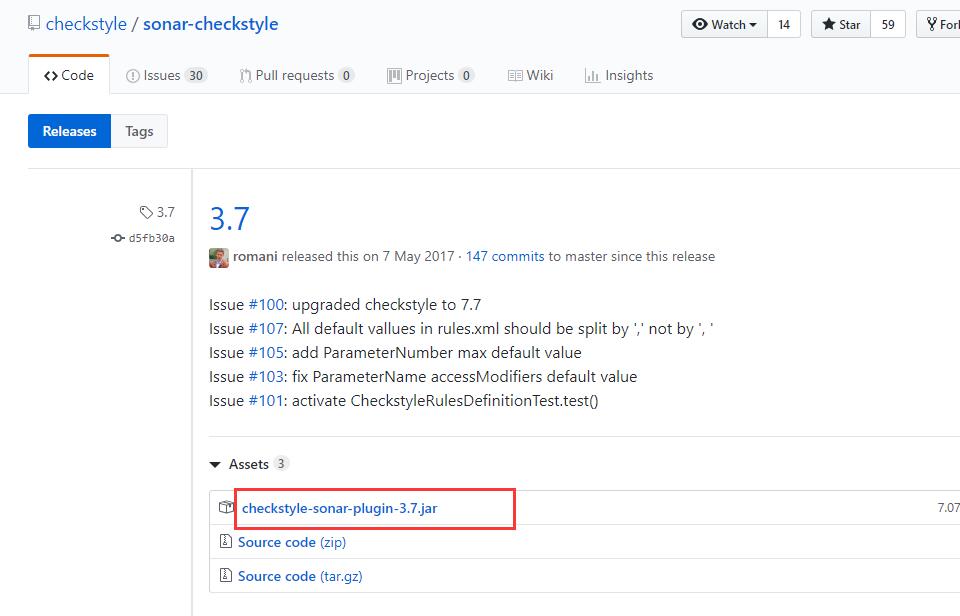 checkstyle / sonar-checkstyle
Watch 14 Star 59 Fork
Code Issues 30 Pull requests 0 Projects 0 Wiki Insights
Releases Tags
3.7
d5fb30a
3.7
romani released this on 7 May 2017 · 147 commits to master since this release
Issue #100: upgraded checkstyle to 7.7
Issue #107: All default vallues in rules.xml should be split by ',' not by ', '
Issue #105: add ParameterNumber max default value
Issue #103: fix ParameterName accessModifiers default value
Issue #101: activate CheckstyleRulesDefinitionTest.test()
Assets 3
checkstyle-sonar-plugin-3.7.jar 7.07
Source code (zip)
Source code (tar.gz)